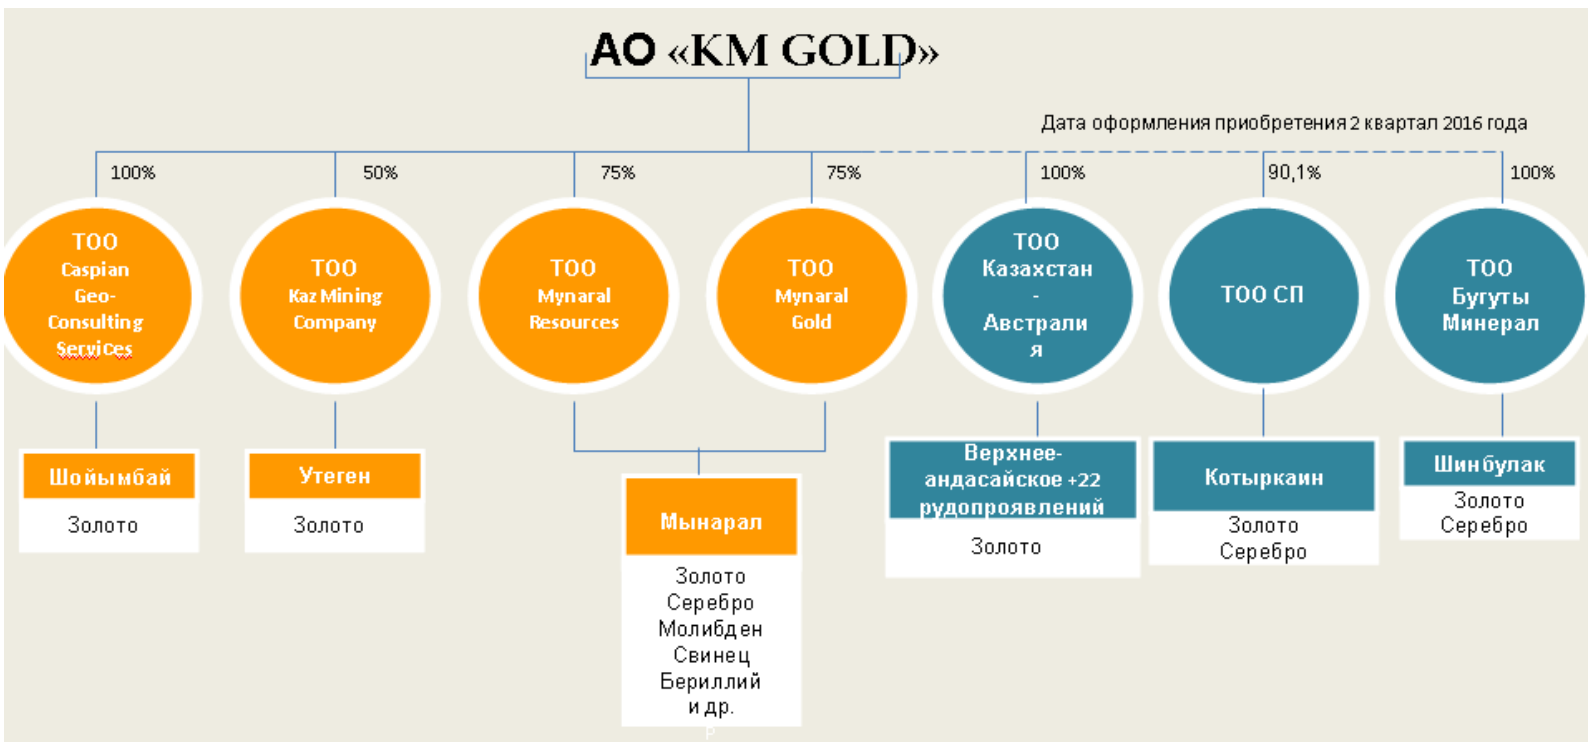 АО «KM GOLD»
Дата оформления приобретения 2 квартал 2016 года
100%
50%
75%
75%
100%
90,1%
100%
ТОО
Caspian
Geo-
Consulting
Services
ТОО
Kaz Mining
Company
ТОО
Mynaral
Resources
ТОО
Mynaral
Gold
ТОО
Казахстан
-
Австрали
я
ТОО СП
ТОО
Бугуты
Минерал
Шойымбай
Золото
Утеген
Золото
Мынарал
Золото
Серебро
Молибден
Свинец
Бериллий
и др.
р
Верхнее-
андасайское +22
рудопроявлений
Золото
Котыркаин
Золото
Серебро
Шинбулак
Золото
Серебро